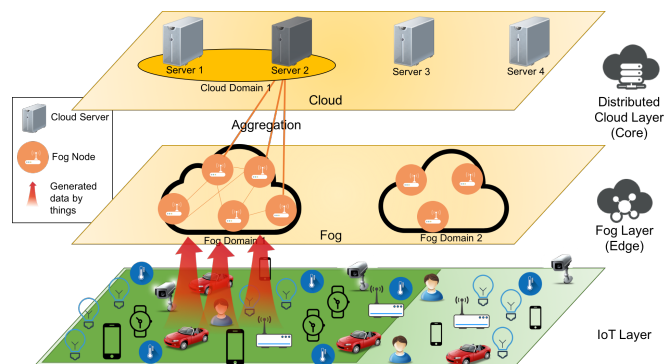 Server 1
Server 2
Server 3
Server 4
Cloud Domain 1
Cloud
Distributed
Cloud Layer
(Core)
Cloud Server
Fog Node
Generated
data by
things
Aggregation
Fog Domain 1
Fog Domain 2
Fog
Fog Layer
(Edge)
IoT Layer